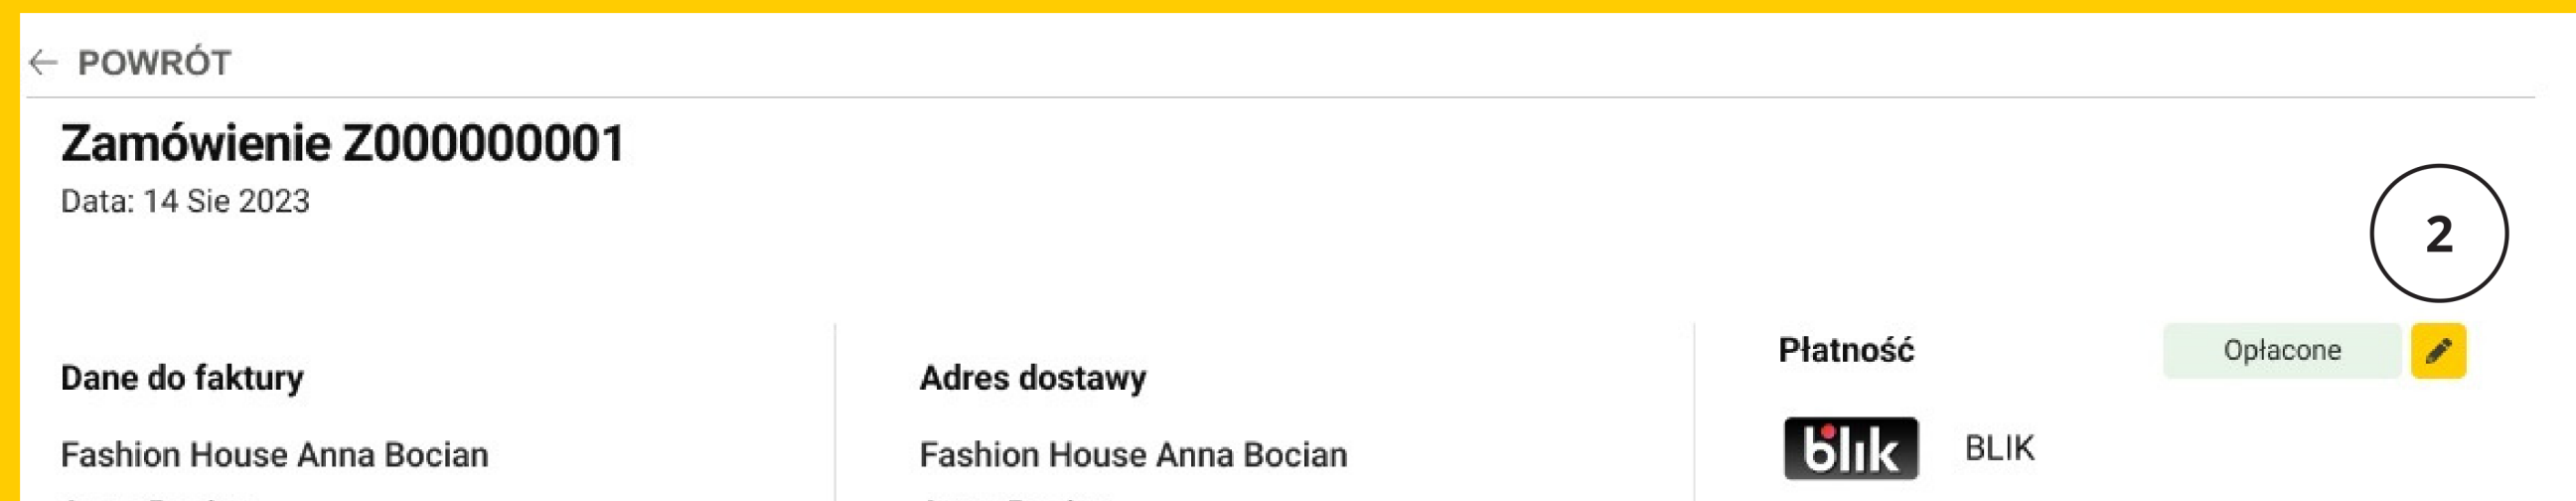 ← POWRÓT
Zamówienie Z000000001
Data: 14 Sie 2023
2
Dane do faktury
Fashion House Anna Bocian
Adres dostawy
Fashion House Anna Bocian
Płatność
Opłacone
blik BLIK